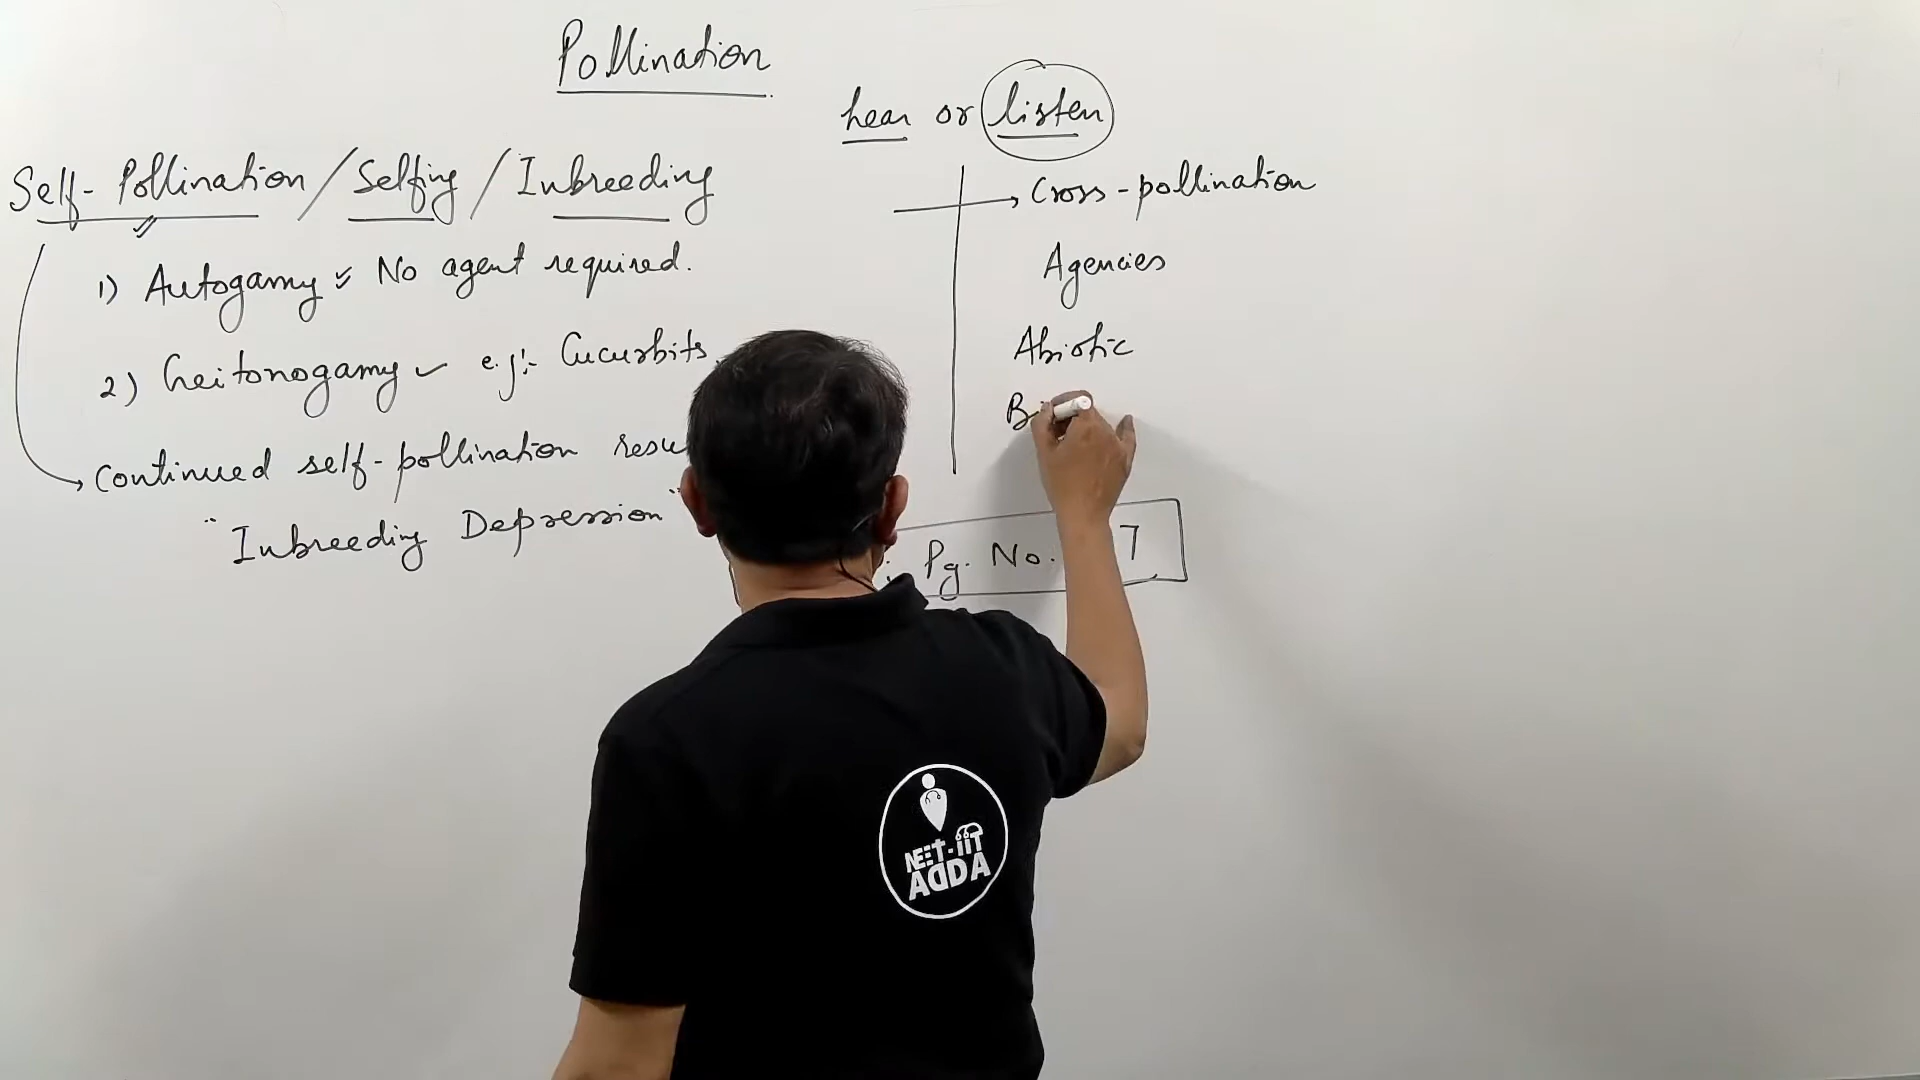 Pollination
hear or listen
Self-Pollination / Selfing / Inbreeding
1) Autogamy ✓ No agent required.
2) Geitonogamy ✓ e.g:- Cucurbits.
Continued self-pollination
"Inbreeding Depression"
→ Cross-pollination
Agencies
Abiotic
Pg. No. 7
NEET-IIT
ADDA